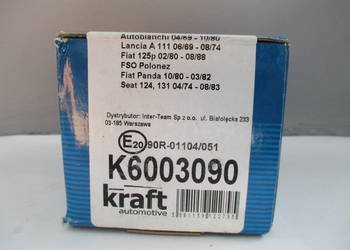 Autobianchi 04/69 - 10/80
Lancia A 111 06/69 - 08/74
Fiat 125p 02/80 - 08/88
FSO Polonez
Fiat Panda 10/80 - 03/82
Seat 124, 131 04/74 - 08/83
Dystrybutor: Inter-Team Sp z o.o. ul. Białołęcka 233
03-185 Warszawa
E20 90R-01104/051
K6003090
kraft
automotive